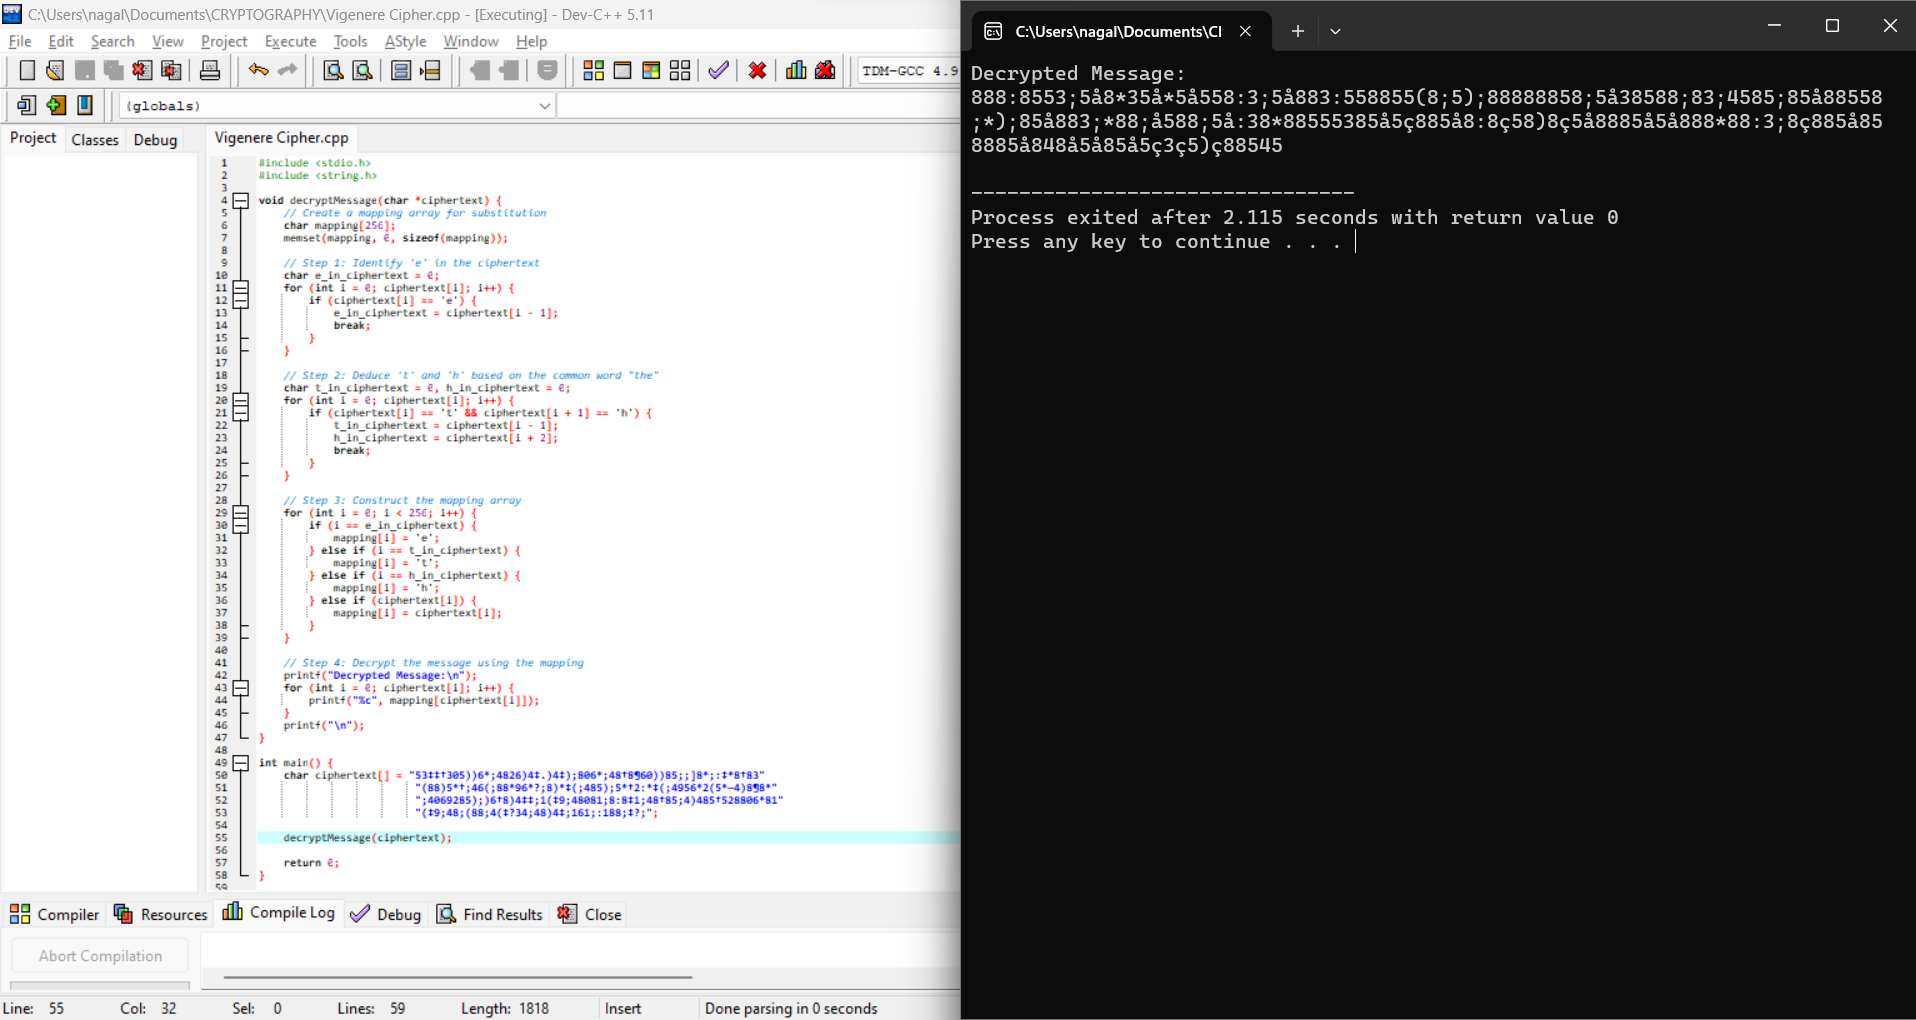 C:\Users\nagal\Documents\CRYPTOGRAPHY\Vigenere Cipher.cpp - [Executing] - Dev-C++ 5.11
File Edit Search View Project Execute Tools AStyle Window Help
TDM-GCC 4.9
(globals)
Project Classes Debug
Vigenere Cipher.cpp
1 #include <stdio.h>
2 #include <string.h>
3
4 void decryptMessage(char *ciphertext) {
5 // Create a mapping array for substitution
6 char mapping[256];
7 memset(mapping, 0, sizeof(mapping));
8
9 // Step 1: Identify 'e' in the ciphertext
10 char e_in_ciphertext = 0;
11 for (int i = 0; ciphertext[i]; i++) {
12 if (ciphertext[i] == 'e') {
13 e_in_ciphertext = ciphertext[i - 1];
14 break;
15 }
16 }
17
18 // Step 2: Deduce 't' and 'h' based on the common word "the"
19 char t_in_ciphertext = 0, h_in_ciphertext = 0;
20 for (int i = 0; ciphertext[i]; i++) {
21 if (ciphertext[i] == 't' && ciphertext[i + 1] == 'h') {
22 t_in_ciphertext = ciphertext[i - 1];
23 h_in_ciphertext = ciphertext[i + 2];
24 break;
25 }
26 }
27
28 // Step 3: Construct the mapping array
29 for (int i = 0; i < 256; i++) {
30 if (i == e_in_ciphertext) {
31 mapping[i] = 'e';
32 } else if (i == t_in_ciphertext) {
33 mapping[i] = 't';
34 } else if (i == h_in_ciphertext) {
35 mapping[i] = 'h';
36 } else if (ciphertext[i]) {
37 mapping[i] = ciphertext[i];
38 }
39 }
40
41 // Step 4: Decrypt the message using the mapping
42 printf("Decrypted Message:\n");
43 for (int i = 0; ciphertext[i]; i++) {
44 printf("%c", mapping[ciphertext[i]]);
45 }
46 printf("\n");
47 }
48
49 int main() {
50 char ciphertext[] = "53‡‡†305))6*;4826)4‡.)4‡);806*;48†8¶60))85;;]8*;:‡*8†83"
51 "(88)5*†;46(;88*96*?;8)*‡(;485);5*†2:*‡(;4956*2(5*—4)8¶8*"
52 ";4069285);)6†8)4‡‡;1(‡9;48081;8:8‡1;48†85;4)485†528806*81"
53 "(‡9;48;(88;4(‡?34;48)4‡;161;:188;‡?;";
54
55 decryptMessage(ciphertext);
56
57 return 0;
58 }
59
Compiler Resources Compile Log Debug Find Results Close
Abort Compilation
Line: 55 Col: 32 Sel: 0 Lines: 59 Length: 1818 Insert Done parsing in 0 seconds
C:\Users\nagal\Documents\CI
Decrypted Message:
888:8553;5å8*35å*5å558:3;5å883:558855(8;5);88888858;5å38588;83;4585;85å88558
;*);85å883;*88;å588;5å:38*88555385å5ç885å8:8ç58)8ç5å8885å5å888*88:3;8ç885å85
8885å848å5å85å5ç3ç5)ç88545
--------------------------------
Process exited after 2.115 seconds with return value 0
Press any key to continue . . .